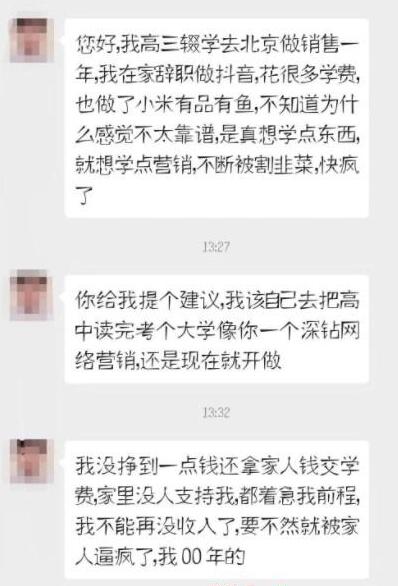 您好,我高三辍学去北京做销售一
年,我在家辞职做抖音,花很多学费,
也做了小米有品有鱼,不知道为什
么感觉不太靠谱,是真想学点东西,
就想学点营销,不断被割韭菜,快疯
了
13:27
你给我提个建议,我该自己去把高
中读完考个大学像你一个深钻网
络营销,还是现在就开做
13:32
我没挣到一点钱还拿家人钱交学
费,家里没人支持我,都着急我前程,
我不能再没收入了,要不然就被家
人逼疯了,我00年的